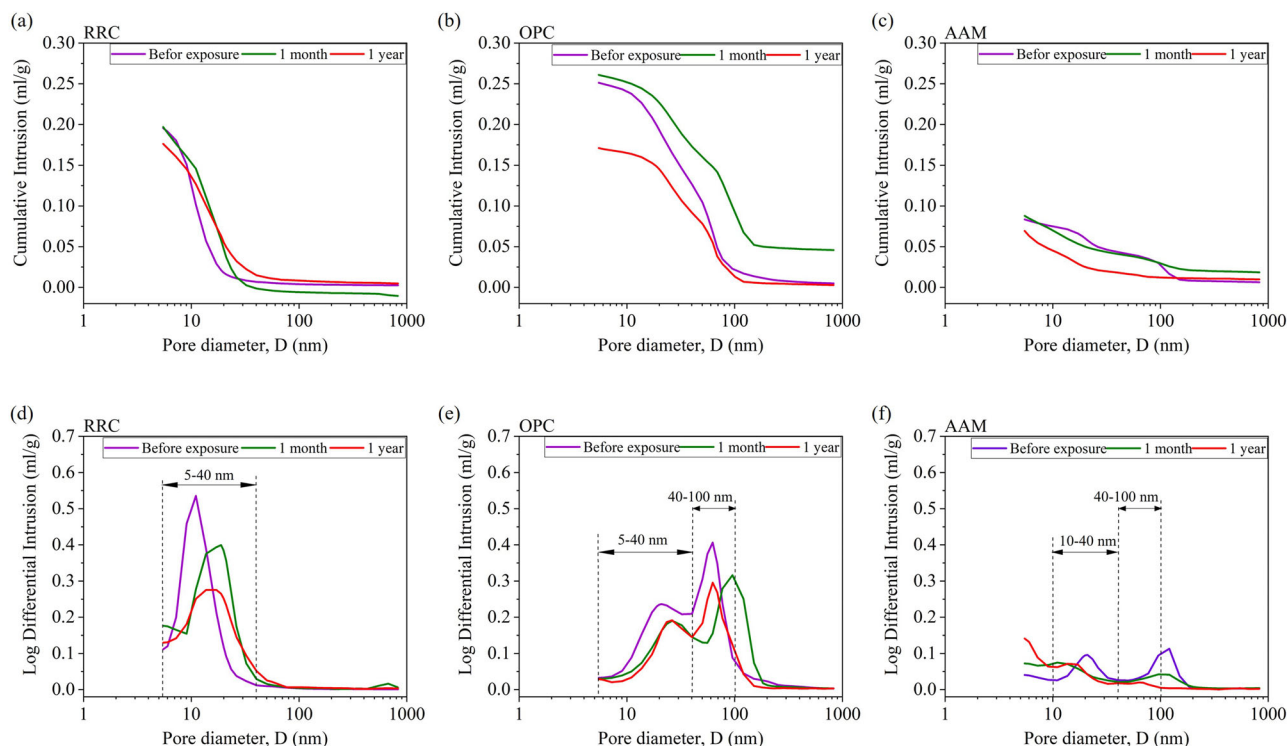 (a) RRC
Befor exposure 1 month 1 year
Cumulative Intrusion (ml/g)
0.30
0.25
0.20
0.15
0.10
0.05
0.00
1 10 100 1000
Pore diameter, D (nm)
(b) OPC
Before exposure 1 month 1 year
Cumulative Intrusion (ml/g)
0.30
0.25
0.20
0.15
0.10
0.05
0.00
1 10 100 1000
Pore diameter, D (nm)
(c) AAM
Befor exposure 1 month 1 year
Cumulative Intrusion (ml/g)
0.30
0.25
0.20
0.15
0.10
0.05
0.00
1 10 100 1000
Pore diameter, D (nm)
(d) RRC
Before exposure 1 month 1 year
Log Differential Intrusion (ml/g)
0.7
0.6
0.5
0.4
0.3
0.2
0.1
0.0
5-40 nm
1 10 100 1000
Pore diameter, D (nm)
(e) OPC
Before exposure 1 month 1 year
Log Differential Intrusion (ml/g)
0.7
0.6
0.5
0.4
0.3
0.2
0.1
0.0
40-100 nm
5-40 nm
1 10 100 1000
Pore diameter, D (nm)
(f) AAM
Before exposure 1 month 1 year
Log Differential Intrusion (ml/g)
0.7
0.6
0.5
0.4
0.3
0.2
0.1
0.0
40-100 nm
10-40 nm
1 10 100 1000
Pore diameter, D (nm)